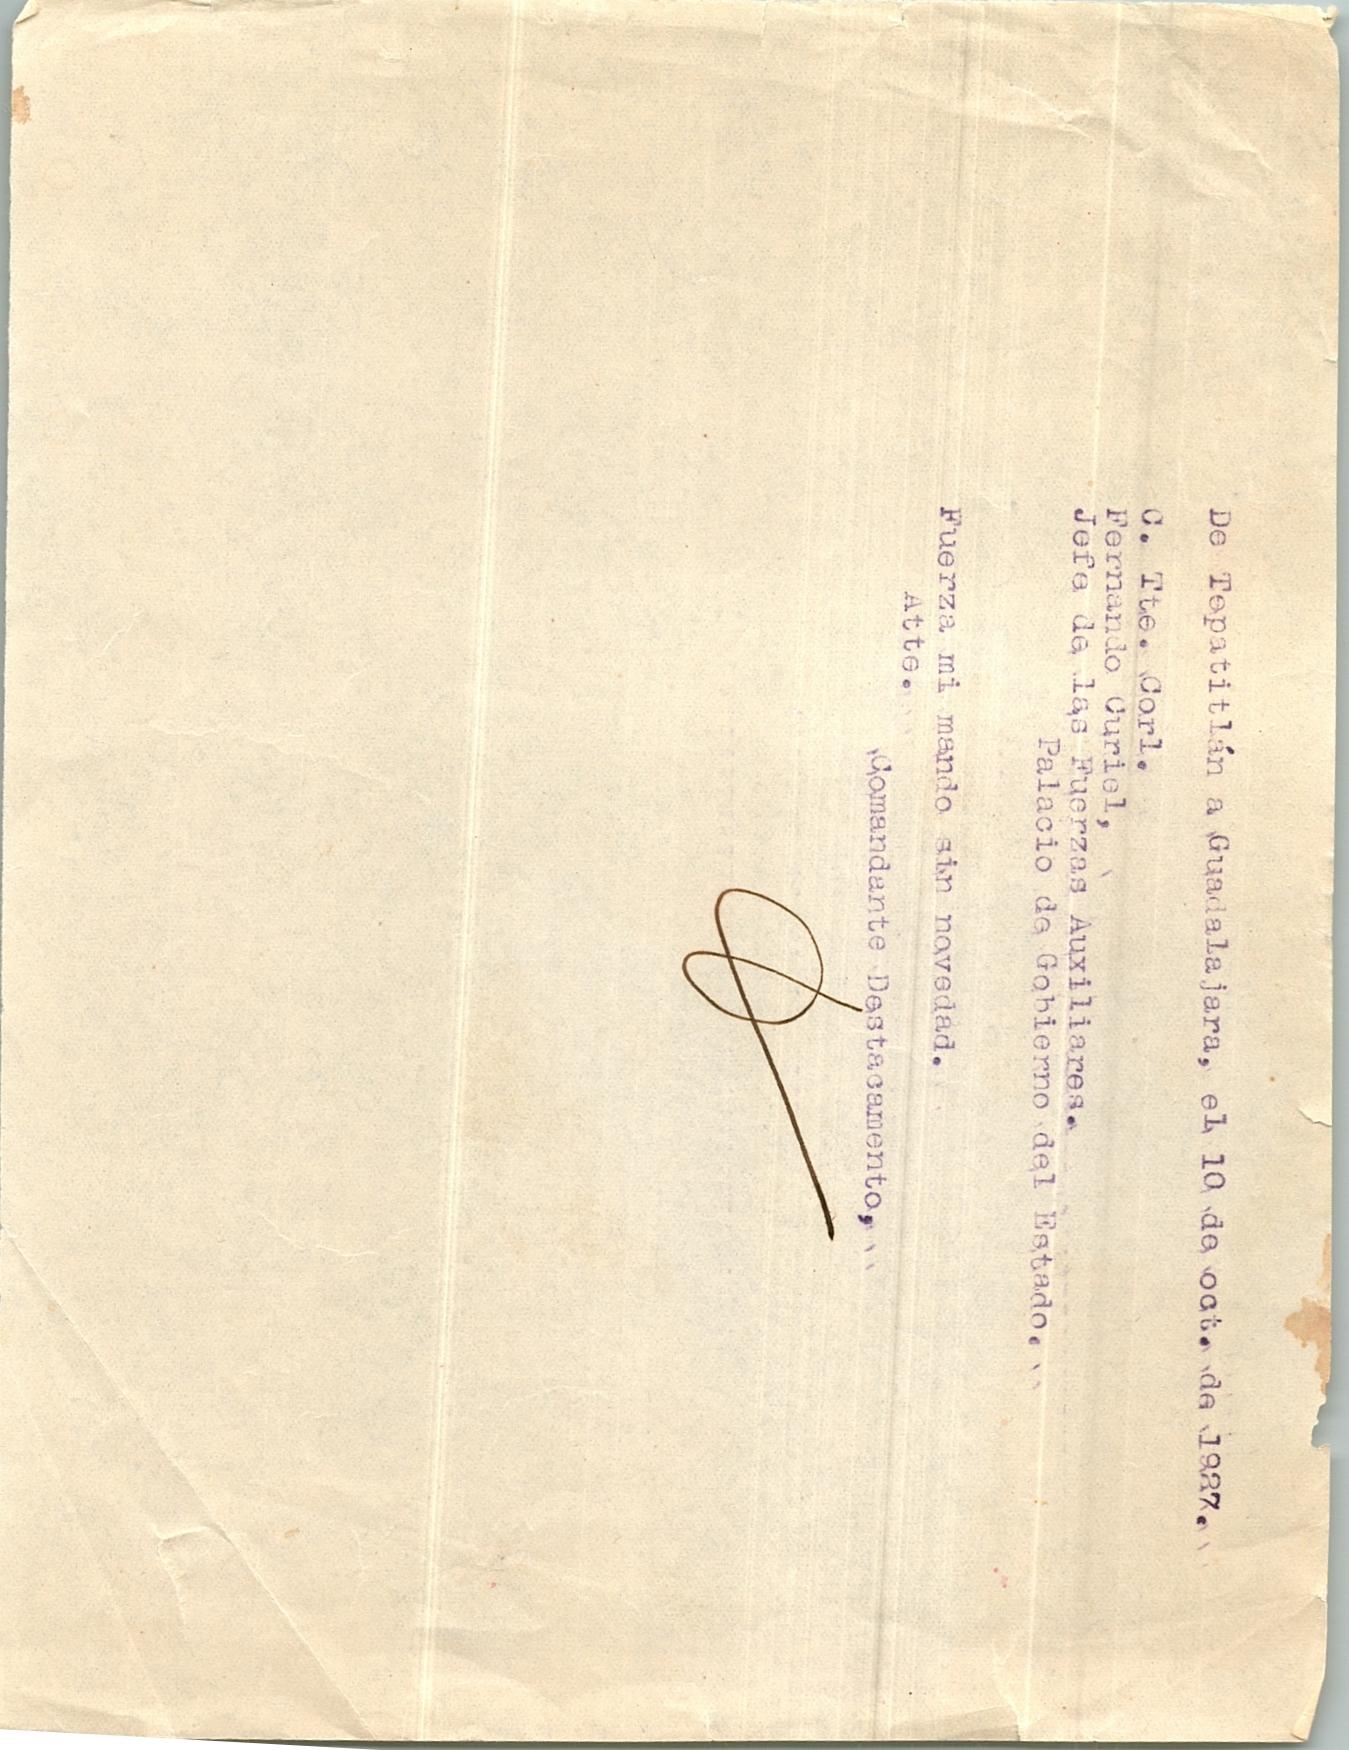 De Tepatitlán a Guadalajara, el 10 de oct. de 1927.
C. Tte. Corl.
Fernando Curiel,
Jefe de las Fuerzas Auxiliares.
Palacio de Gobierno del Estado.
Fuerza mi mando sin novedad.
Atte.
Comandante Destacamento,